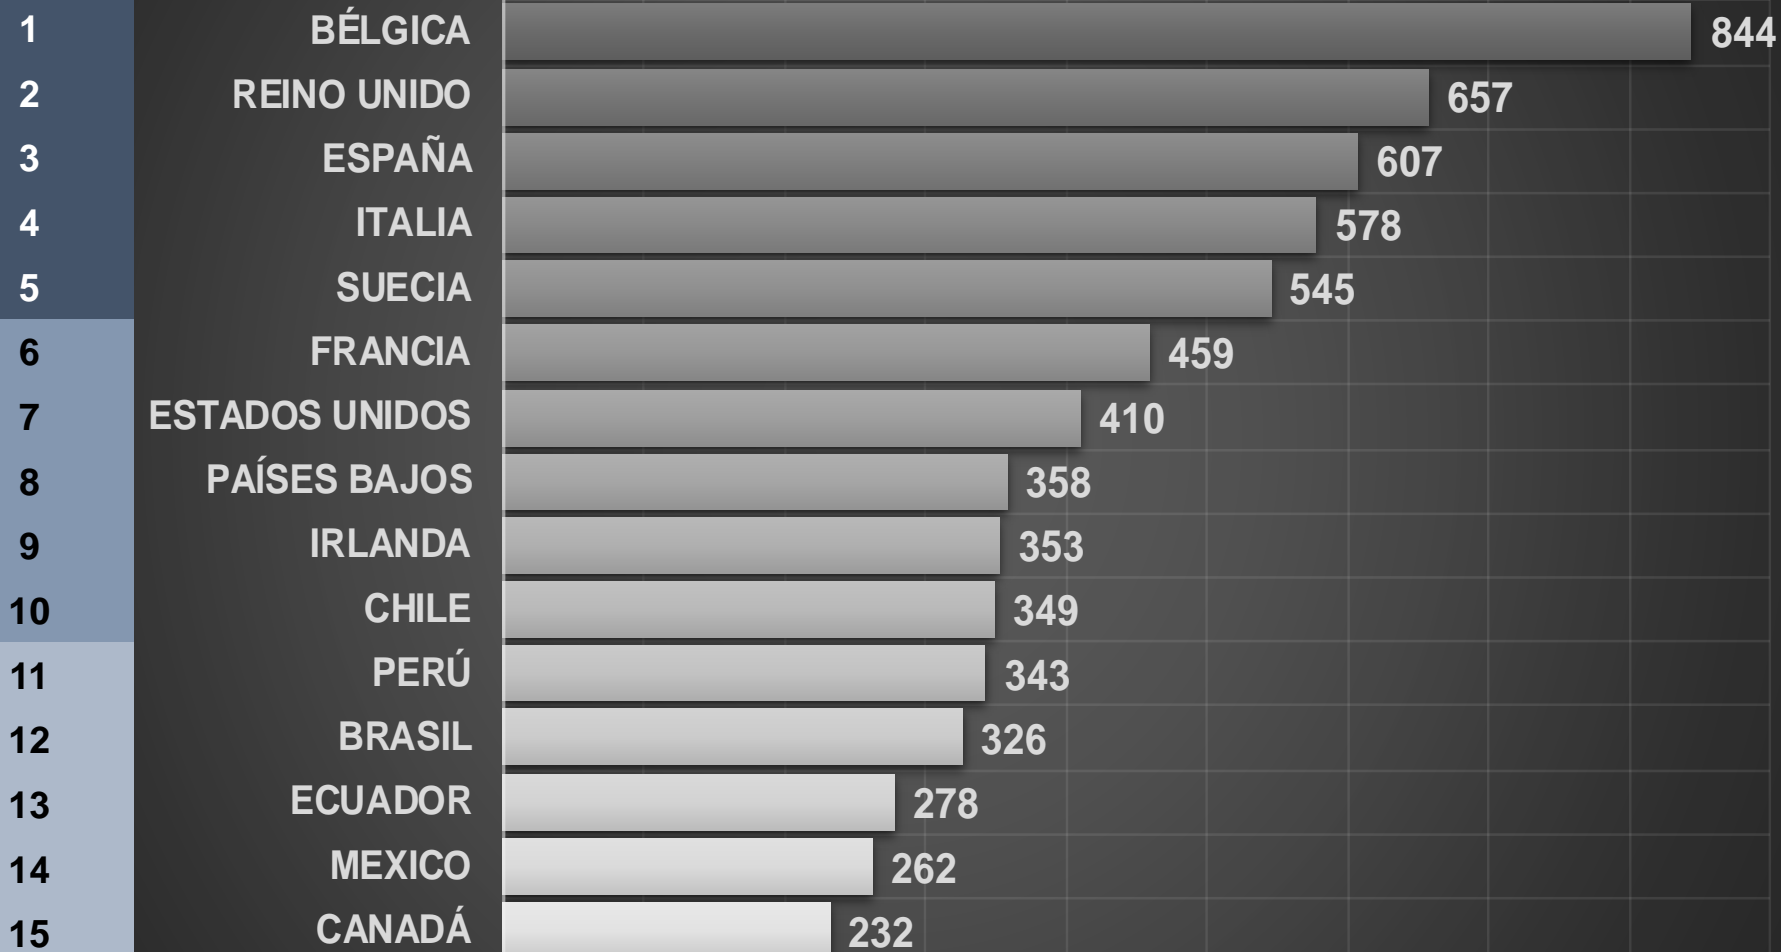 1 BÉLGICA 844
2 REINO UNIDO 657
3 ESPAÑA 607
4 ITALIA 578
5 SUECIA 545
6 FRANCIA 459
7 ESTADOS UNIDOS 410
8 PAÍSES BAJOS 358
9 IRLANDA 353
10 CHILE 349
11 PERÚ 343
12 BRASIL 326
13 ECUADOR 278
14 MEXICO 262
15 CANADÁ 232